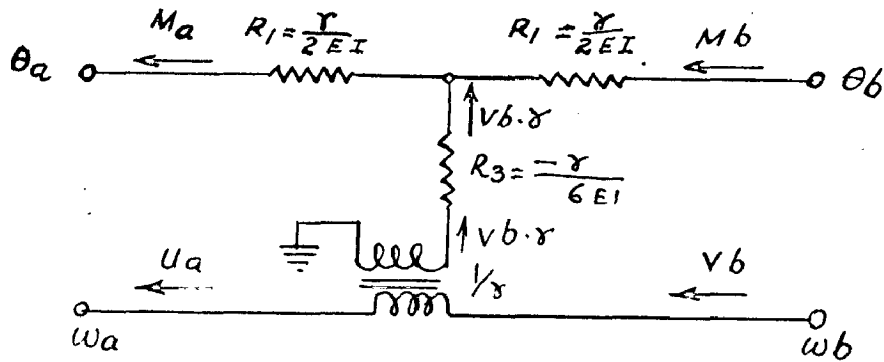 Ma
R1 = γ/2EI
R1 = γ/2EI
Mb
θa
θb
Vb.γ
R3 = -γ/6EI
Vb.γ
Ua
1/γ
Vb
ωa
ωb